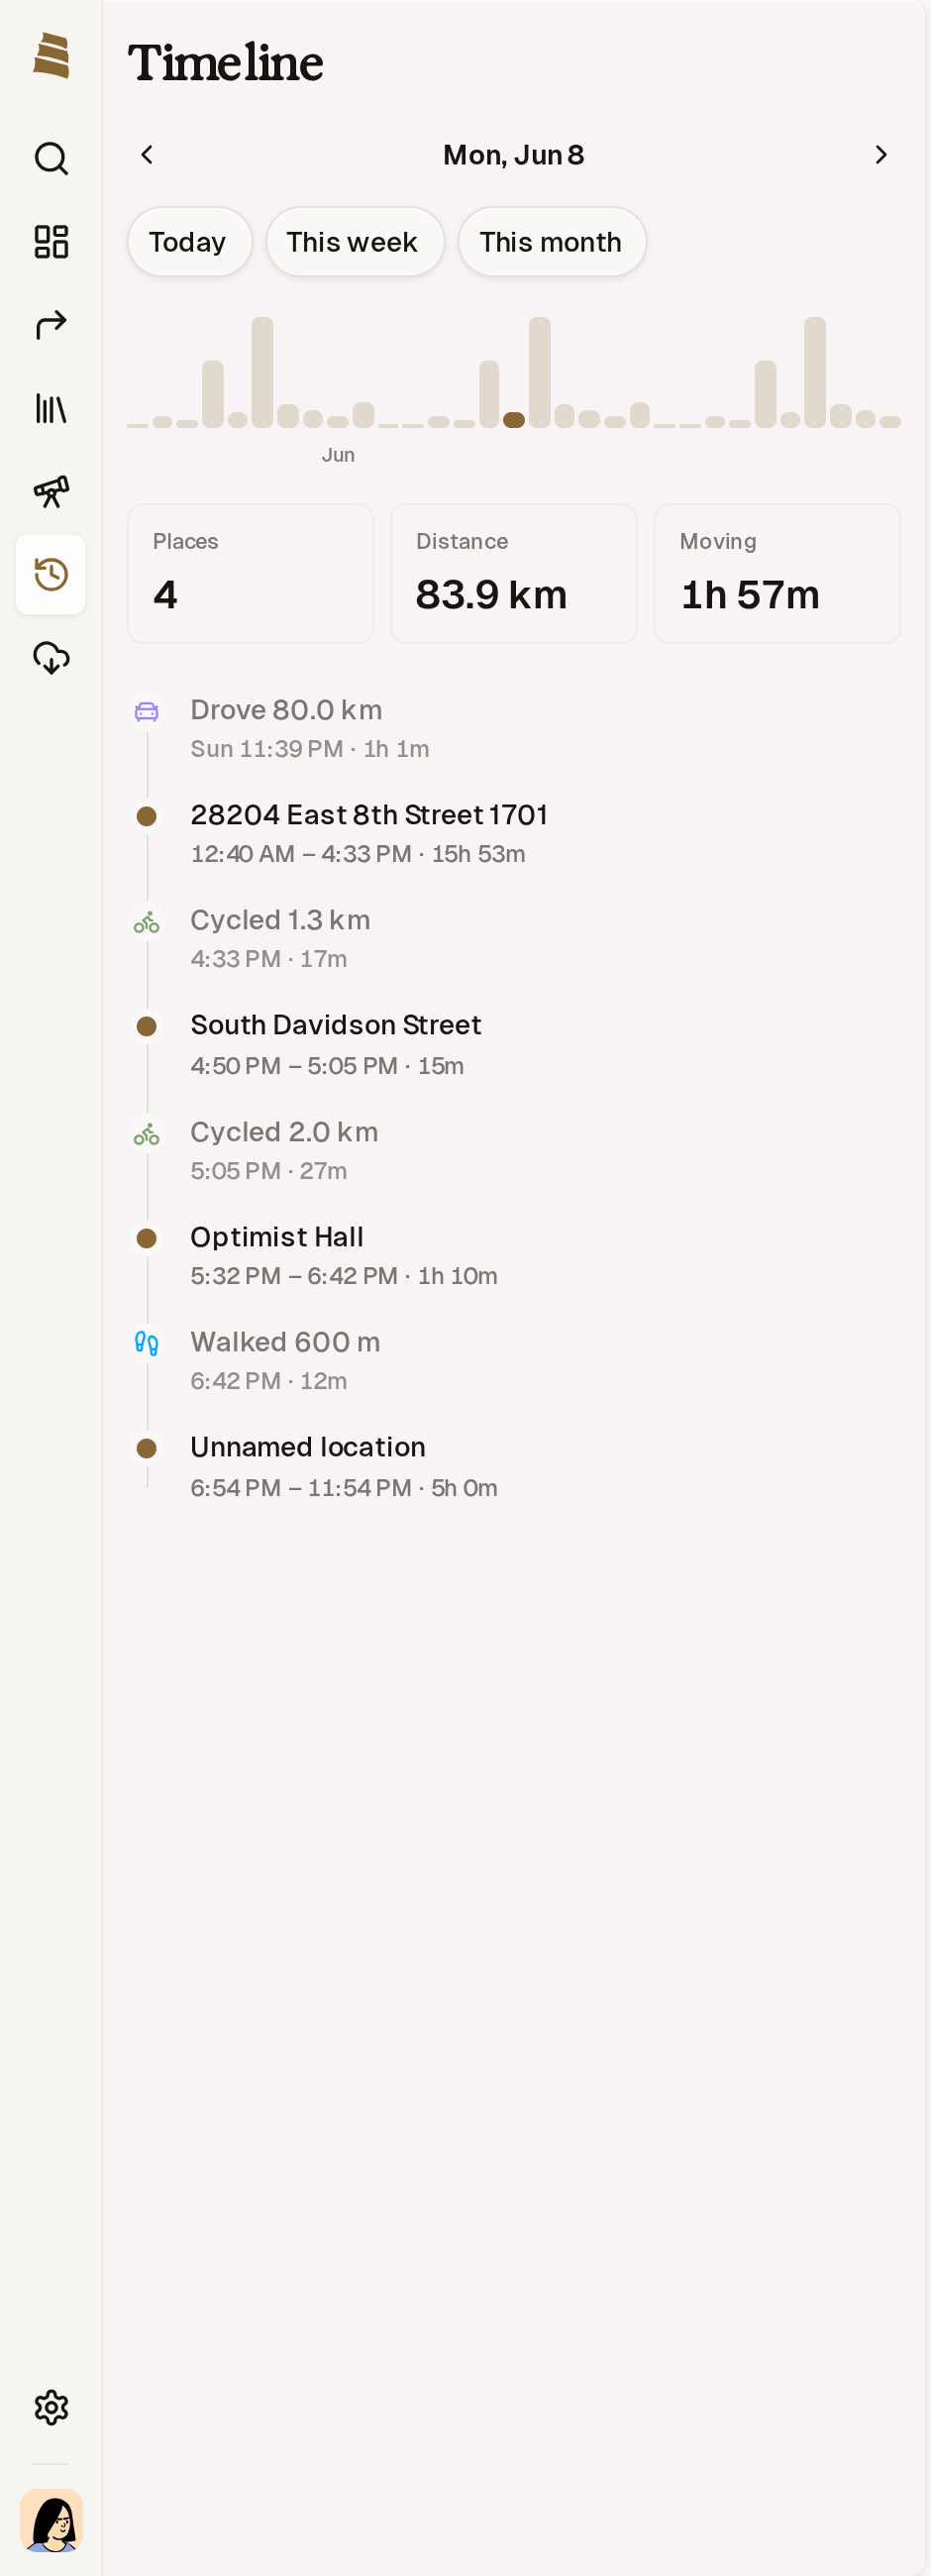 Timeline
Mon, Jun 8
Today
This week
This month
Jun
Places
Distance
Moving
4
83.9 km
1h 57m
Drove 80.0 km
Sun 11:39 PM · 1h 1m
28204 East 8th Street 1701
12:40 AM – 4:33 PM · 15h 53m
Cycled 1.3 km
4:33 PM · 17m
South Davidson Street
4:50 PM – 5:05 PM · 15m
Cycled 2.0 km
5:05 PM · 27m
Optimist Hall
5:32 PM – 6:42 PM · 1h 10m
Walked 600 m
6:42 PM · 12m
Unnamed location
6:54 PM – 11:54 PM · 5h 0m